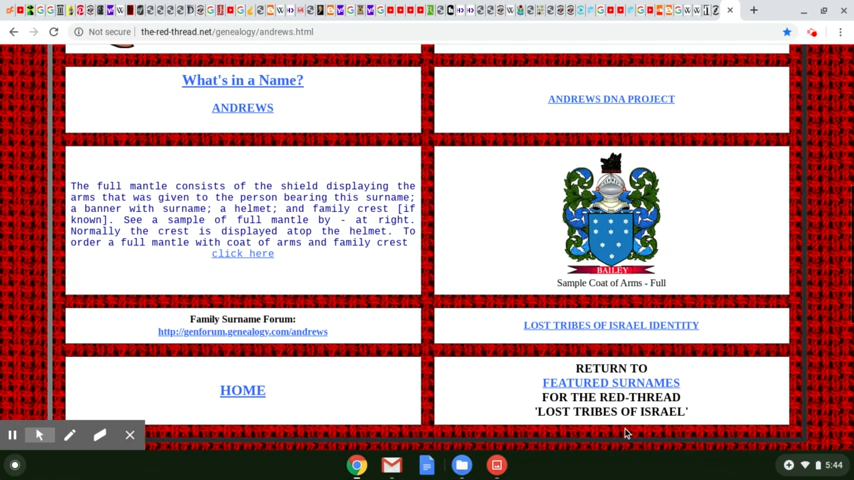 Not secure | the-red-thread.net/genealogy/andrews.html
What's in a Name?
ANDREWS
ANDREWS DNA PROJECT
The full mantle consists of the shield displaying the
arms that was given to the person bearing this surname;
a banner with surname; a helmet; and family crest [if
known]. See a sample of full mantle by - at right.
Normally the crest is displayed atop the helmet. To
order a full mantle with coat of arms and family crest
click here
BAILEY
Sample Coat of Arms - Full
Family Surname Forum:
http://genforum.genealogy.com/andrews
LOST TRIBES OF ISRAEL IDENTITY
HOME
RETURN TO
FEATURED SURNAMES
FOR THE RED-THREAD
'LOST TRIBES OF ISRAEL'
5:44